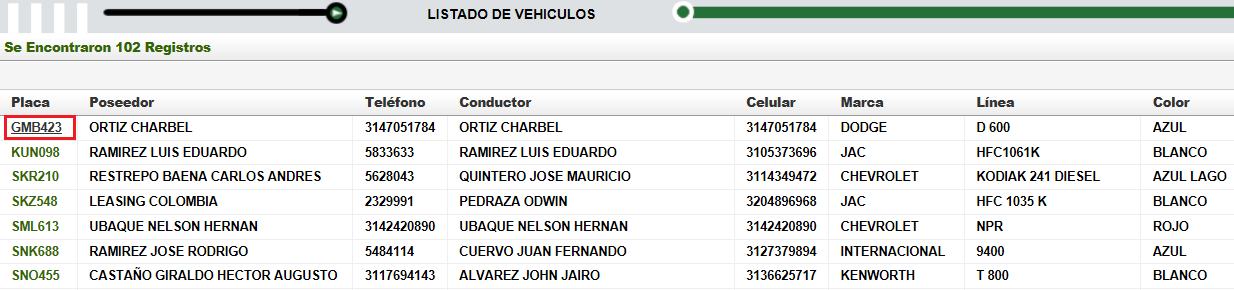 LISTADO DE VEHICULOS
Se Encontraron 102 Registros
Placa Poseedor Teléfono Conductor Celular Marca Línea Color
GMB423 ORTIZ CHARBEL 3147051784 ORTIZ CHARBEL 3147051784 DODGE D 600 AZUL
KUN098 RAMIREZ LUIS EDUARDO 5833633 RAMIREZ LUIS EDUARDO 3105373696 JAC HFC1061K BLANCO
SKR210 RESTREPO BAENA CARLOS ANDRES 5628043 QUINTERO JOSE MAURICIO 3114349472 CHEVROLET KODIAK 241 DIESEL AZUL LAGO
SKZ548 LEASING COLOMBIA 2329991 PEDRAZA ODWIN 3204896968 JAC HFC 1035 K BLANCO
SML613 UBAQUE NELSON HERNAN 3142420890 UBAQUE NELSON HERNAN 3142420890 CHEVROLET NPR ROJO
SNK688 RAMIREZ JOSE RODRIGO 5484114 CUERVO JUAN FERNANDO 3127379894 INTERNACIONAL 9400 AZUL
SNO455 CASTAÑO GIRALDO HECTOR AUGUSTO 3117694143 ALVAREZ JOHN JAIRO 3136625717 KENWORTH T 800 BLANCO